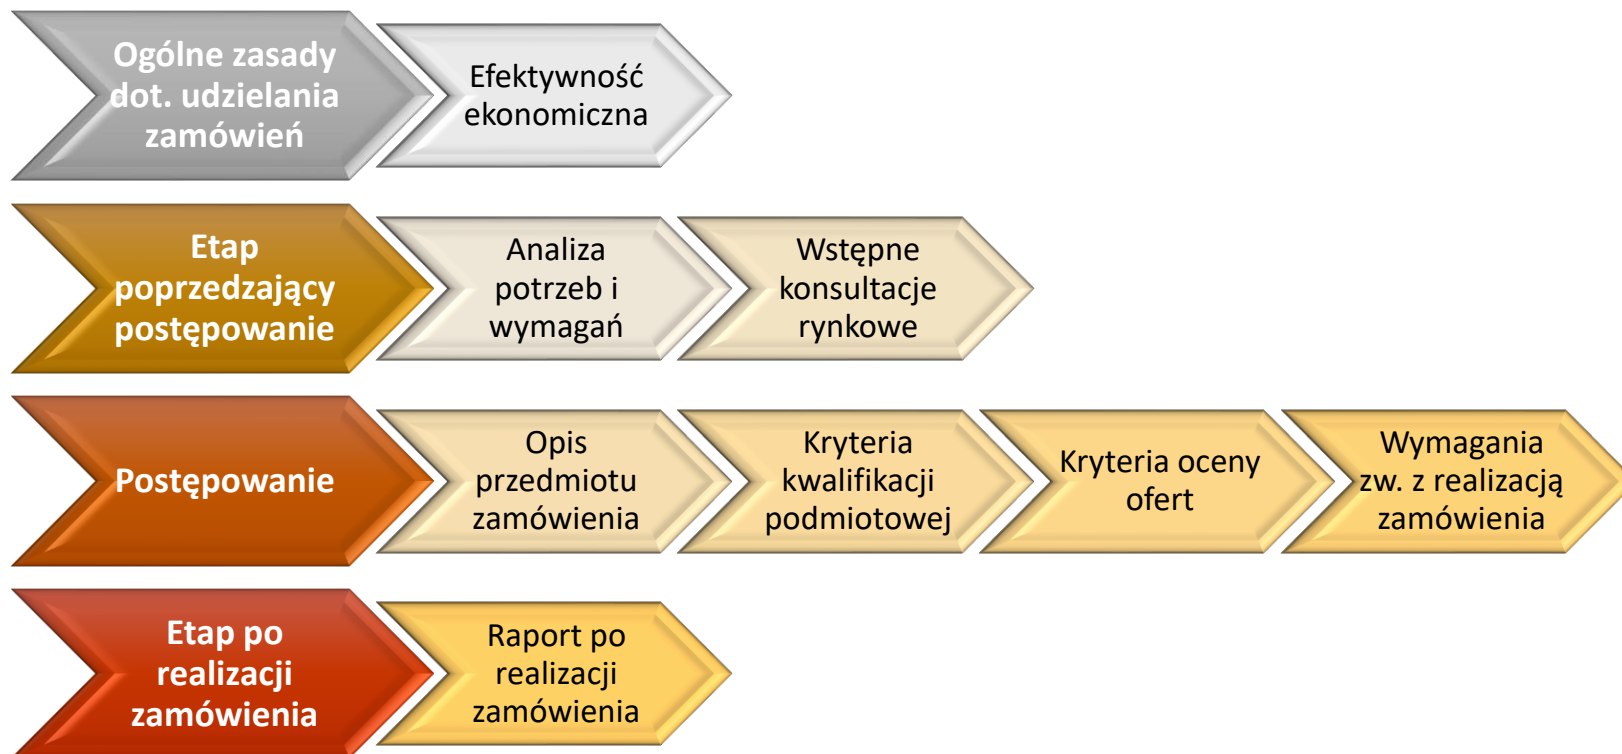 Ogólne zasady
dot. udzielania
zamówień
Efektywność
ekonomiczna
Etap
poprzedzający
postępowanie
Analiza
potrzeb i
wymagań
Wstępne
konsultacje
rynkowe
Postępowanie
Opis
przedmiotu
zamówienia
Kryteria
kwalifikacji
podmiotowej
Kryteria oceny
ofert
Wymagania
zw. z realizacją
zamówienia
Etap po
realizacji
zamówienia
Raport po
realizacji
zamówienia